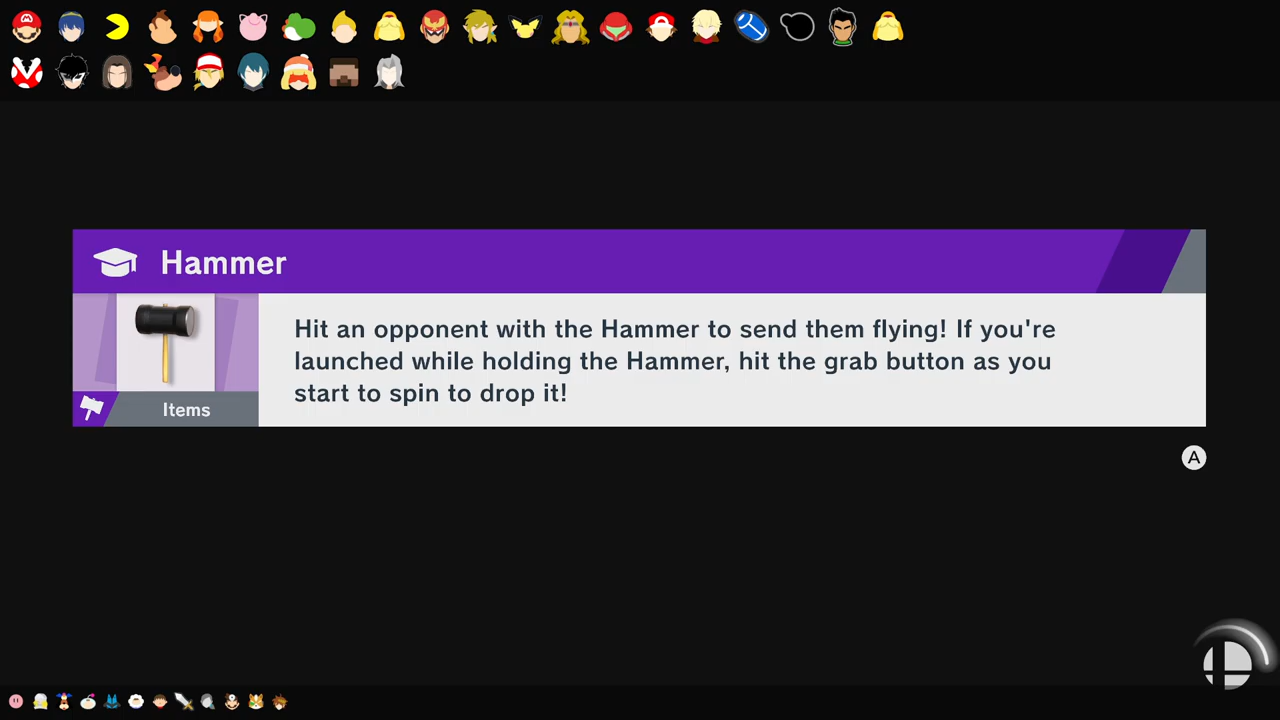 Hammer
Hit an opponent with the Hammer to send them flying! If you're
launched while holding the Hammer, hit the grab button as you
start to spin to drop it!
Items
A